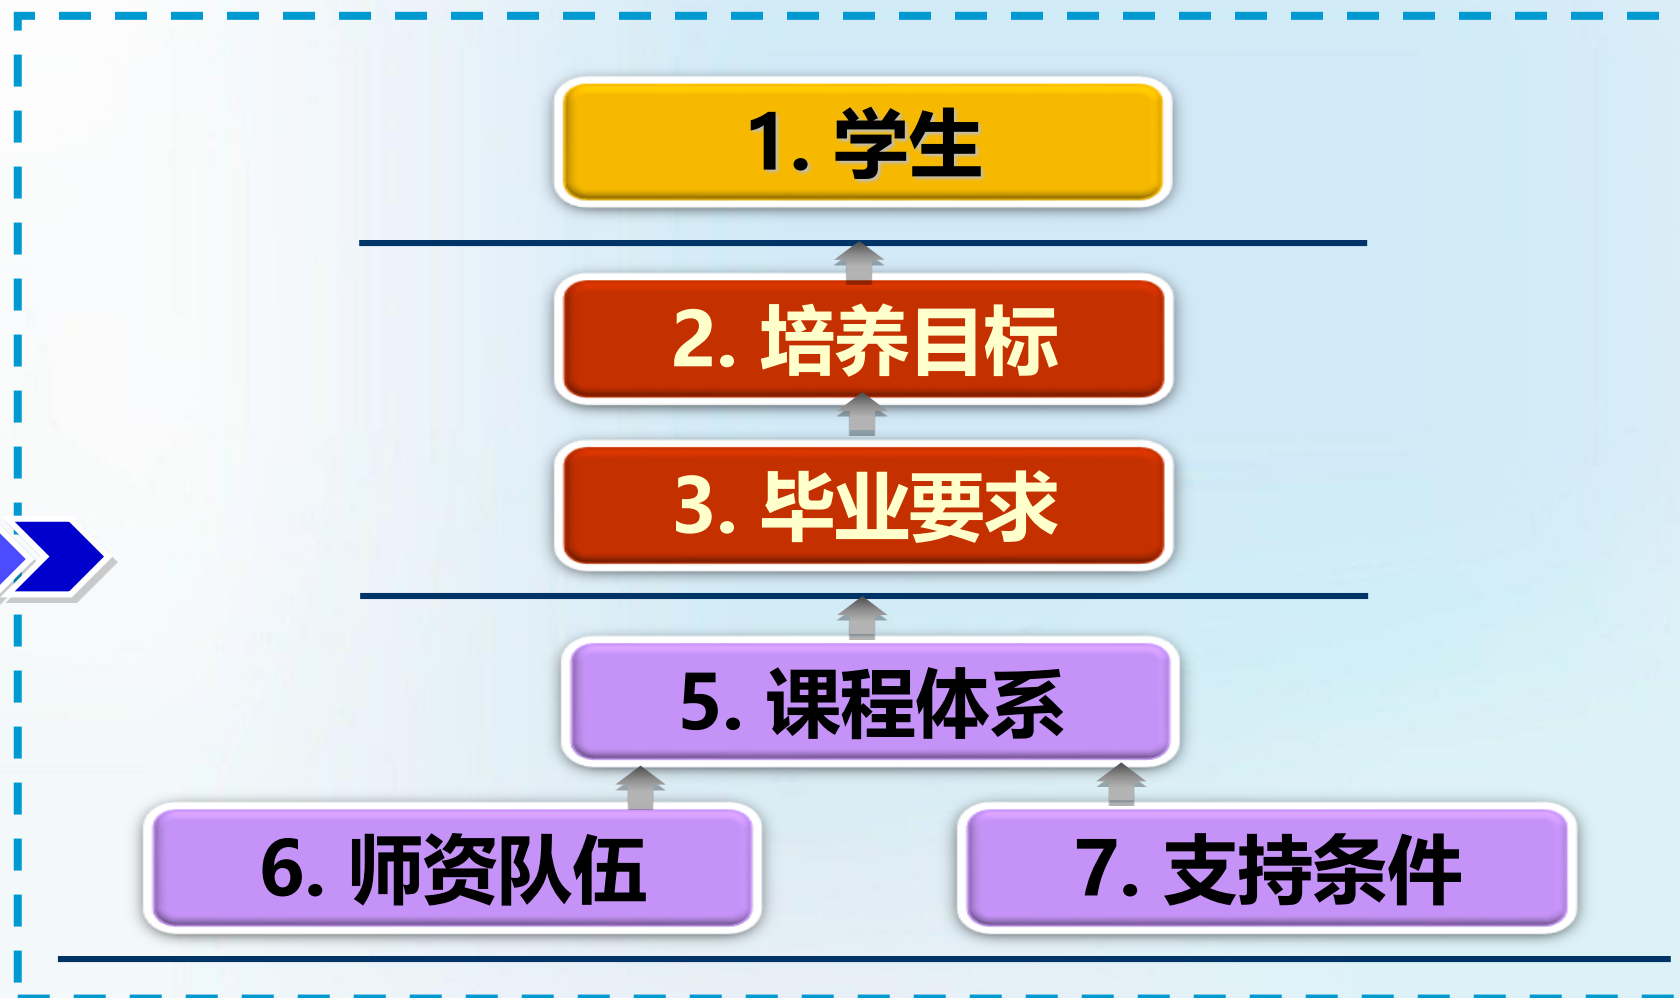 1. 学生
2. 培养目标
3. 毕业要求
5. 课程体系
6. 师资队伍
7. 支持条件